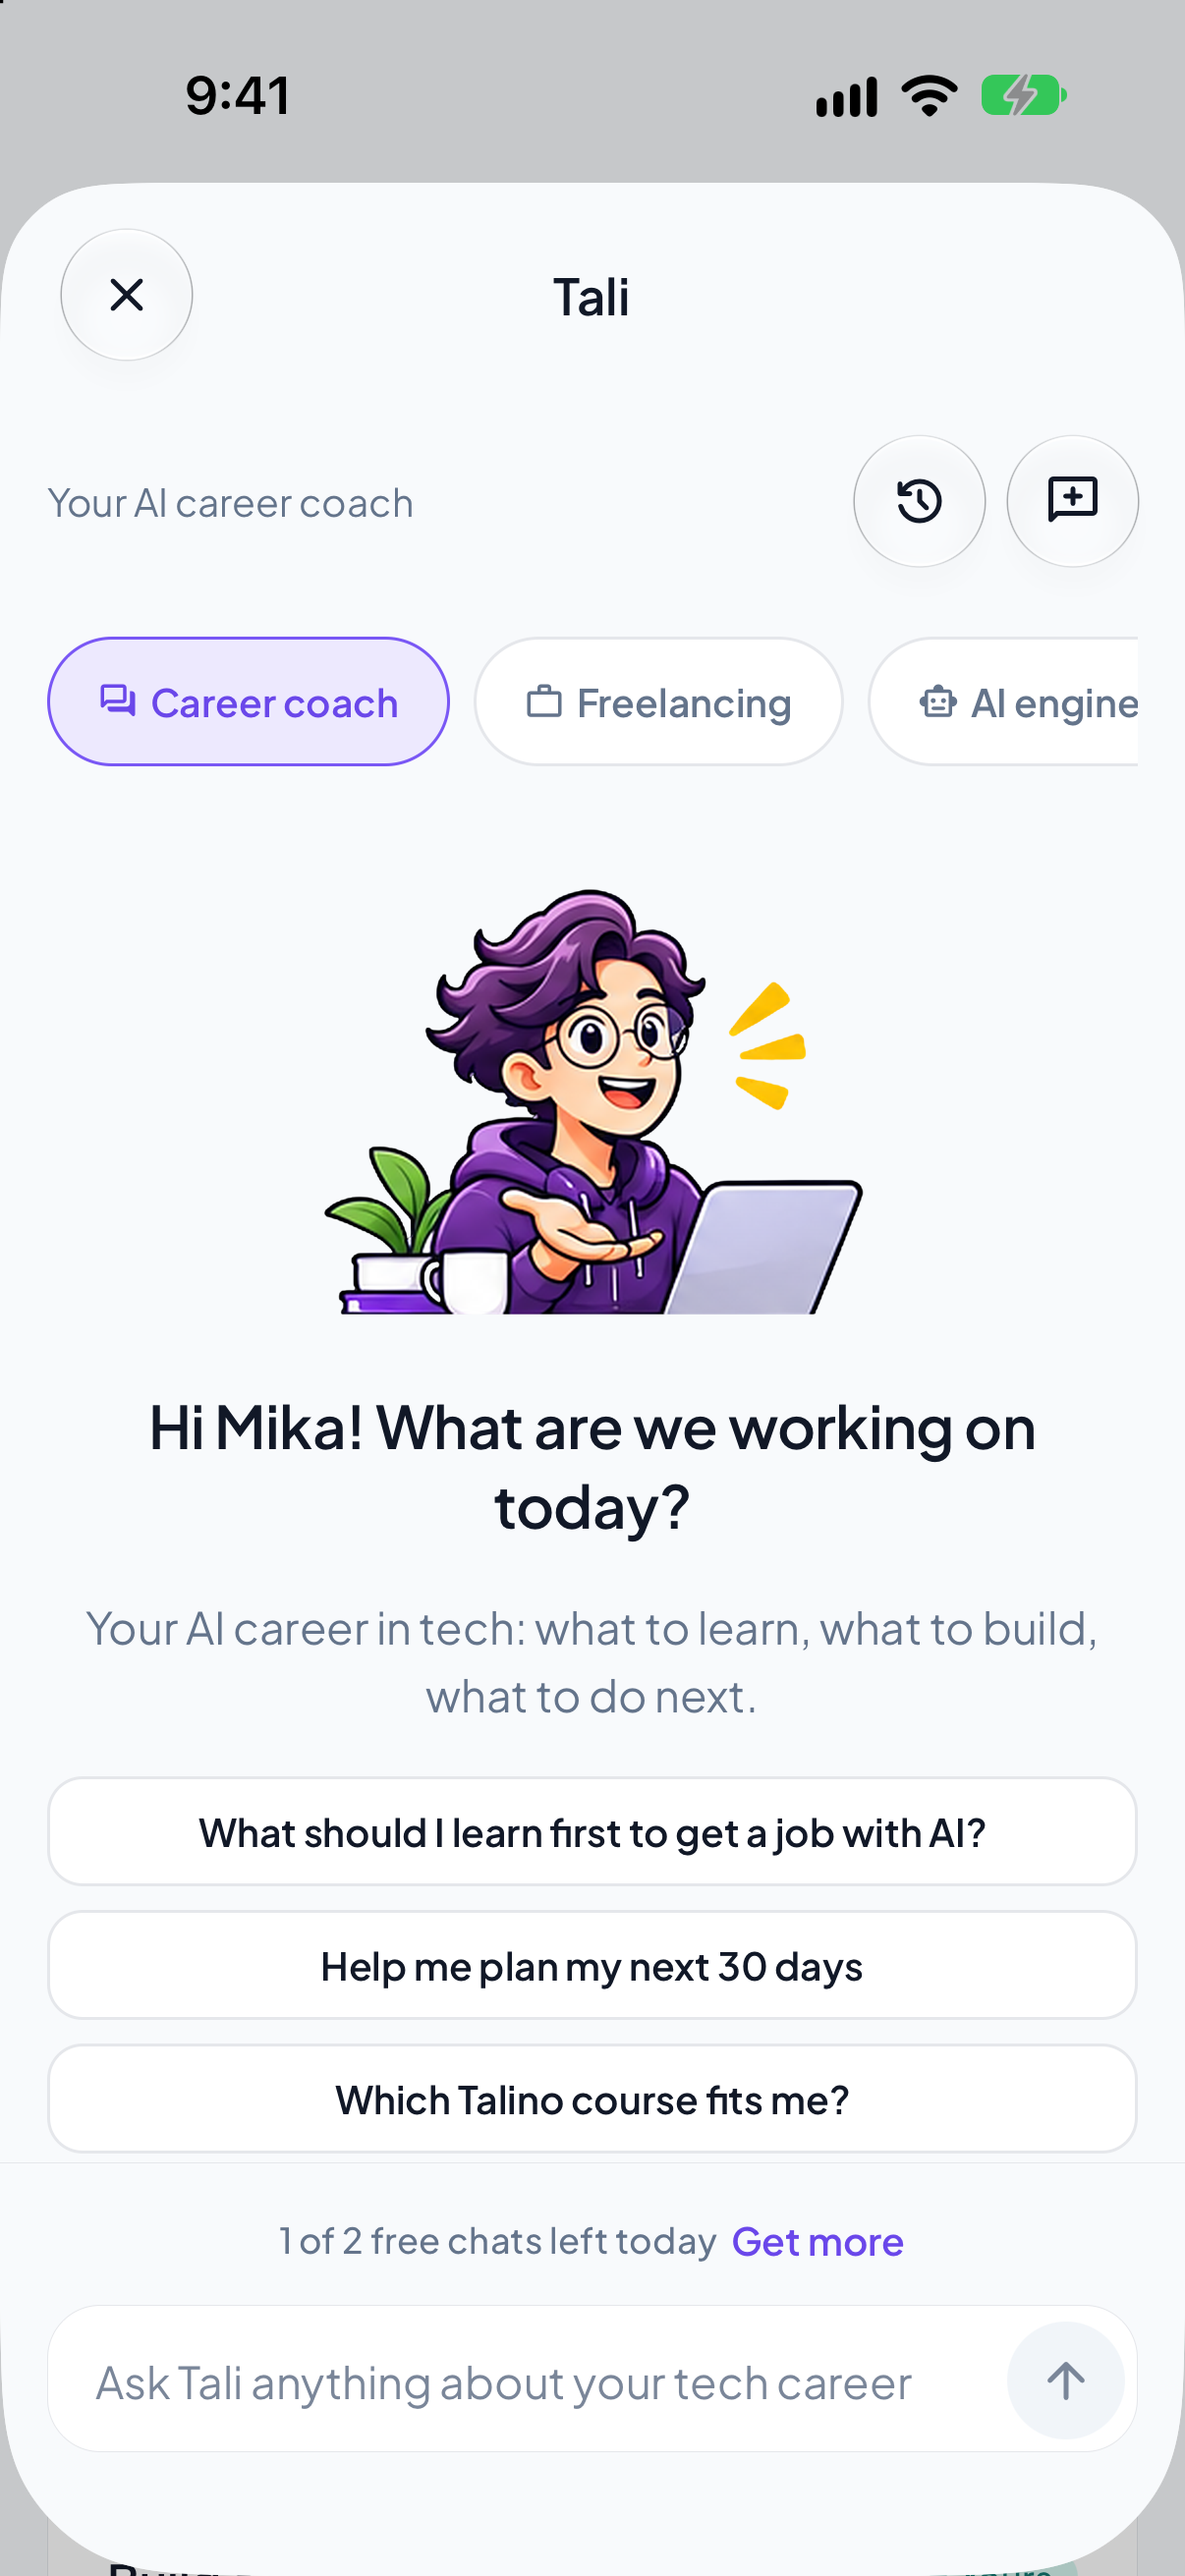 9:41
Tali
Your AI career coach
Career coach
Freelancing
AI engine
Hi Mika! What are we working on
today?
Your AI career in tech: what to learn, what to build,
what to do next.
What should I learn first to get a job with AI?
Help me plan my next 30 days
Which Talino course fits me?
1 of 2 free chats left today Get more
Ask Tali anything about your tech career